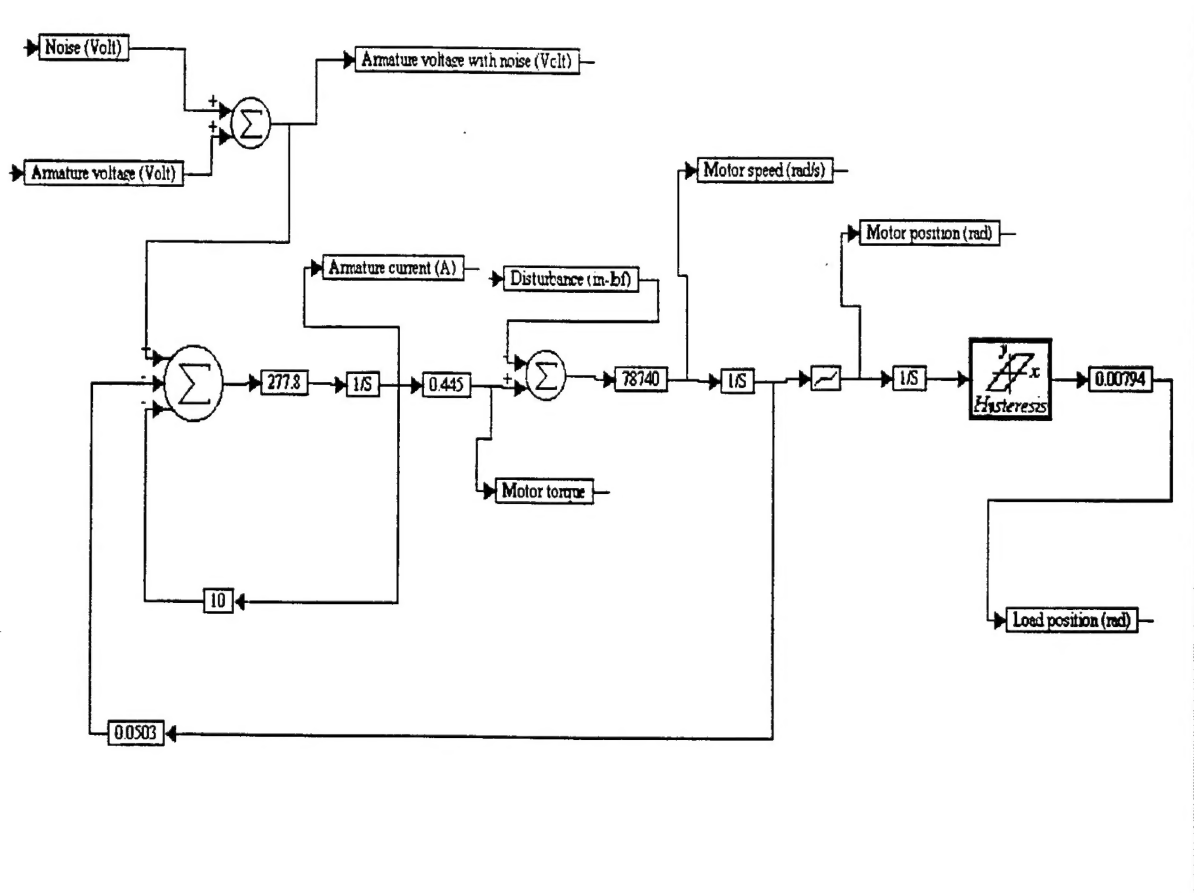 Noise (Volt)
Armature voltage with noise (Volt)
+
+
Σ
Armature voltage (Volt)
Motor speed (rad/s)
Motor position (rad)
Armature current (A)
Disturbance (in-lbf)
+
-
-
Σ
277.8
1/S
0.445
-
+
Σ
78740
1/S
1/S
y
x
Histeresis
0.00794
Motor torque
10
Load position (rad)
0.0503